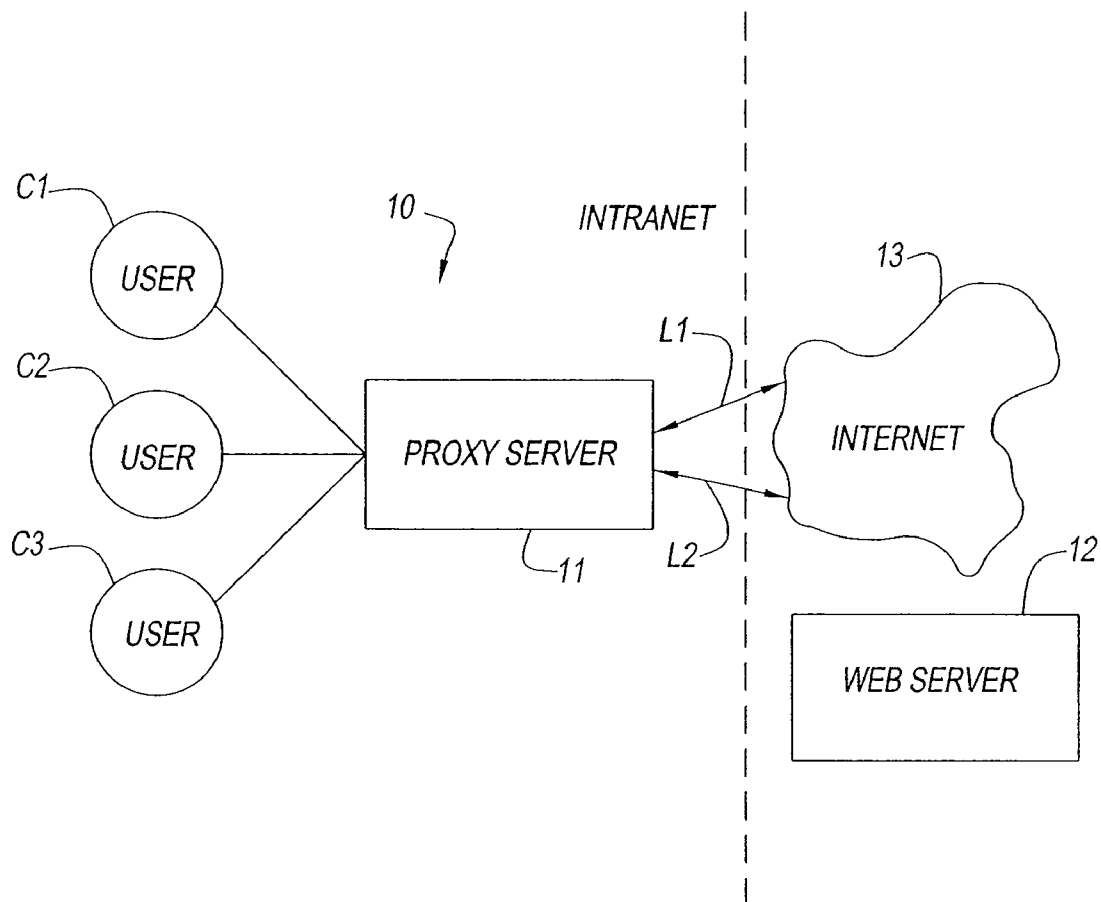 C1
USER
10
INTRANET
13
C2
USER
L1
PROXY SERVER
INTERNET
C3
USER
11
L2
12
WEB SERVER